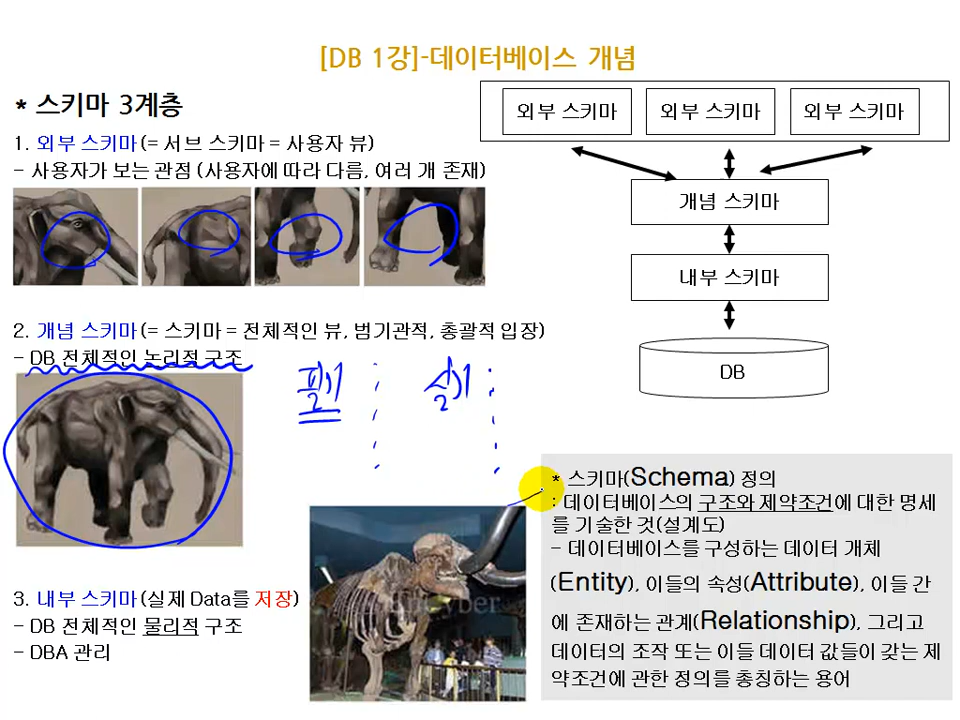 [DB 1강]-데이터베이스 개념
* 스키마 3계층
1. 외부 스키마(= 서브 스키마 = 사용자 뷰)
- 사용자가 보는 관점 (사용자에 따라 다름, 여러 개 존재)
2. 개념 스키마(= 스키마 = 전체적인 뷰, 범기관적, 총괄적 입장)
- DB 전체적인 논리적 구조
필기
실기
3. 내부 스키마(실제 Data를 저장)
- DB 전체적인 물리적 구조
- DBA 관리
외부 스키마
외부 스키마
외부 스키마
개념 스키마
내부 스키마
DB
* 스키마(Schema) 정의
: 데이터베이스의 구조와 제약조건에 대한 명세
를 기술한 것(설계도)
- 데이터베이스를 구성하는 데이터 개체
(Entity), 이들의 속성(Attribute), 이들 간
에 존재하는 관계(Relationship), 그리고
데이터의 조작 또는 이들 데이터 값들이 갖는 제
약조건에 관한 정의를 총칭하는 용어